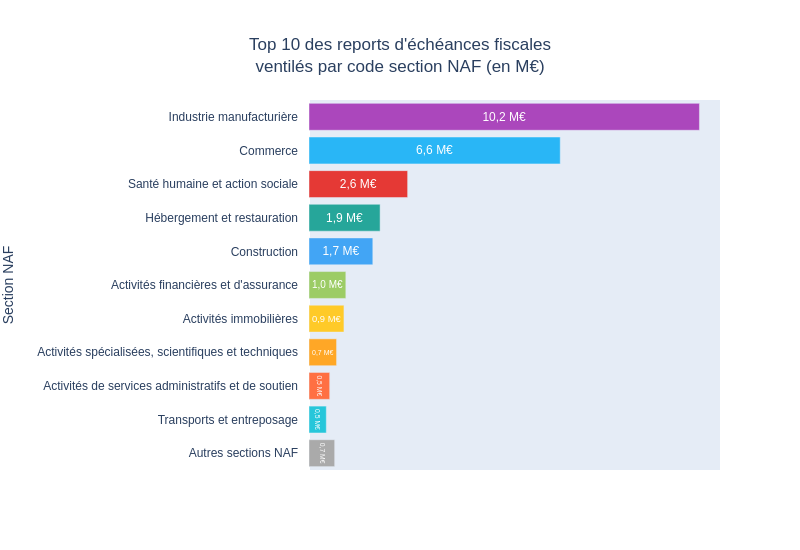 Top 10 des reports d'échéances fiscales
ventilés par code section NAF (en M€)
Section NAF
Industrie manufacturière 10,2 M€
Commerce 6,6 M€
Santé humaine et action sociale 2,6 M€
Hébergement et restauration 1,9 M€
Construction 1,7 M€
Activités financières et d'assurance 1,0 M€
Activités immobilières 0,9 M€
Activités spécialisées, scientifiques et techniques 0,7 M€
Activités de services administratifs et de soutien 0,5 M€
Transports et entreposage 0,5 M€
Autres sections NAF 0,7 M€